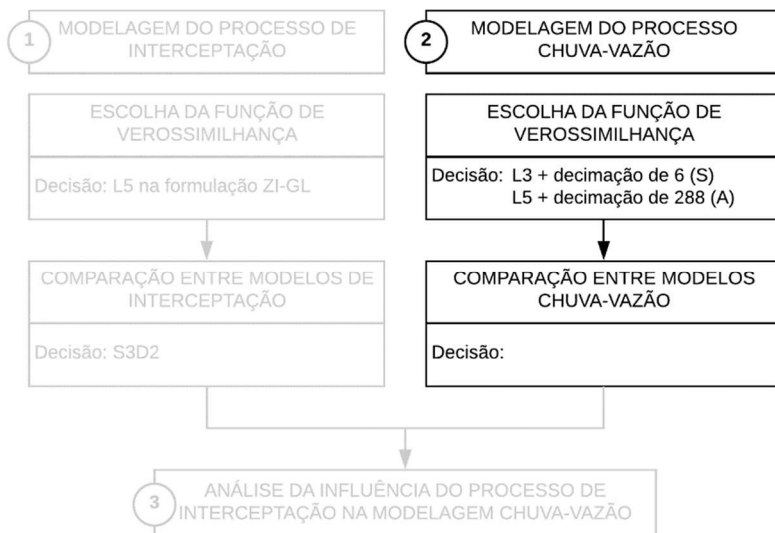 1
MODELAGEM DO PROCESSO DE
INTERCEPTAÇÃO
ESCOLHA DA FUNÇÃO DE
VEROSSIMILHANÇA
Decisão: L5 na formulação ZI-GL
COMPARAÇÃO ENTRE MODELOS DE
INTERCEPTAÇÃO
Decisão: S3D2
2
MODELAGEM DO PROCESSO
CHUVA-VAZÃO
ESCOLHA DA FUNÇÃO DE
VEROSSIMILHANÇA
Decisão: L3 + decimação de 6 (S)
L5 + decimação de 288 (A)
COMPARAÇÃO ENTRE MODELOS
CHUVA-VAZÃO
Decisão:
3
ANÁLISE DA INFLUÊNCIA DO PROCESSO DE
INTERCEPTAÇÃO NA MODELAGEM CHUVA-VAZÃO